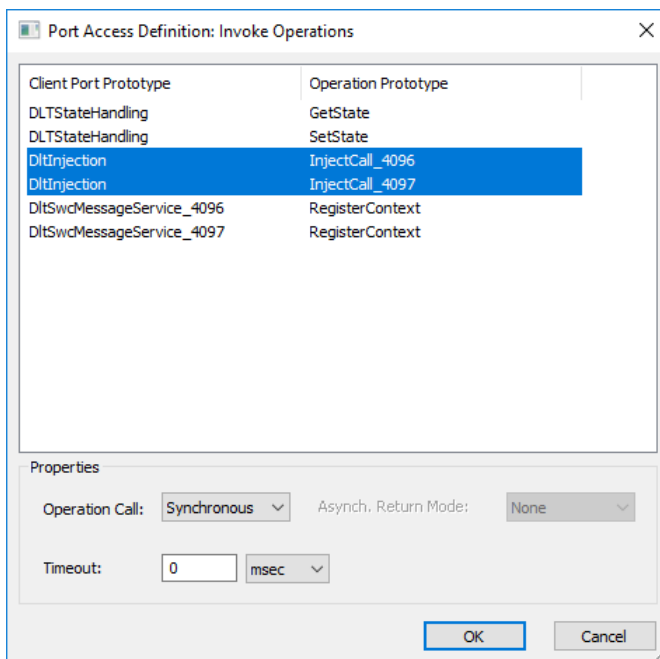 Port Access Definition: Invoke Operations
Client Port Prototype Operation Prototype
DLTStateHandling GetState
DLTStateHandling SetState
DltInjection InjectCall_4096
DltInjection InjectCall_4097
DltSwcMessageService_4096 RegisterContext
DltSwcMessageService_4097 RegisterContext
Properties
Operation Call: Synchronous Asynch. Return Mode: None
Timeout: 0 msec
OK Cancel